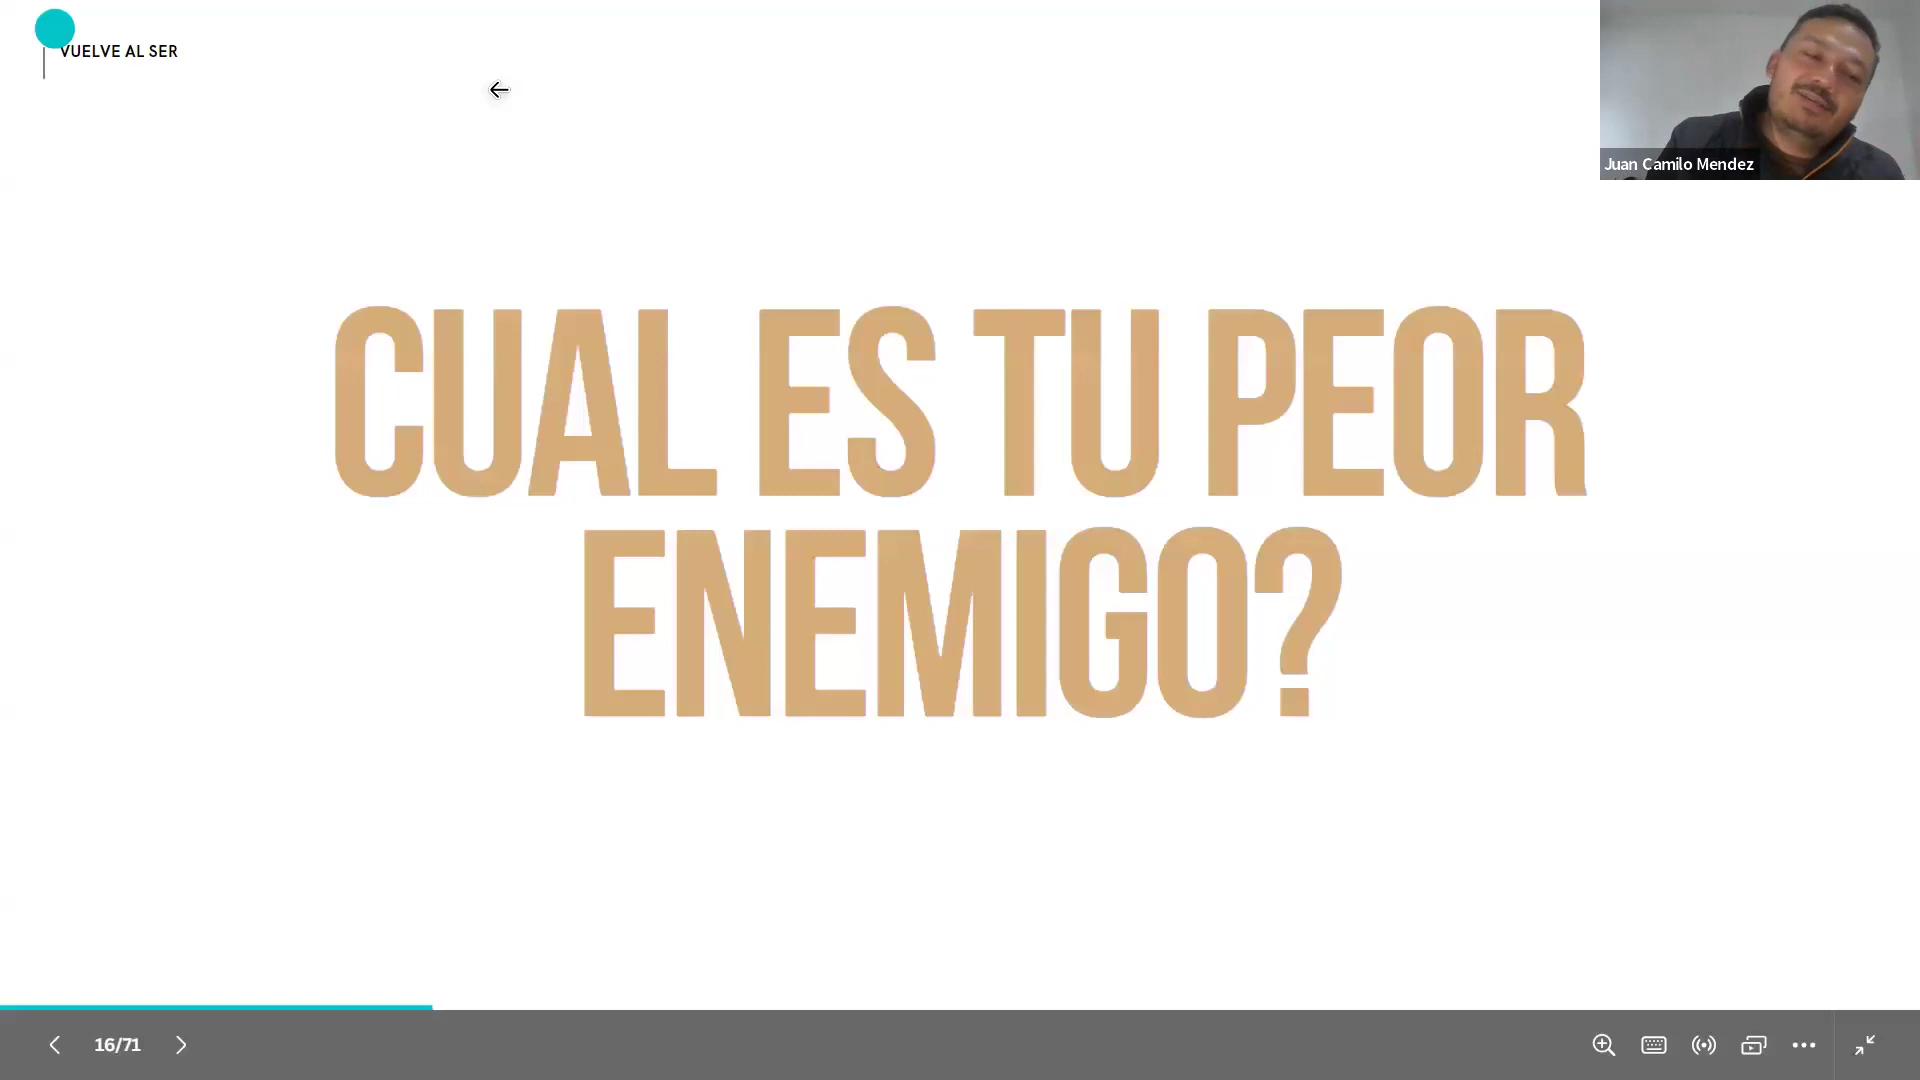 VUELVE AL SER
Juan Camilo Mendez
CUAL ES TU PEOR
ENEMIGO?
16/71